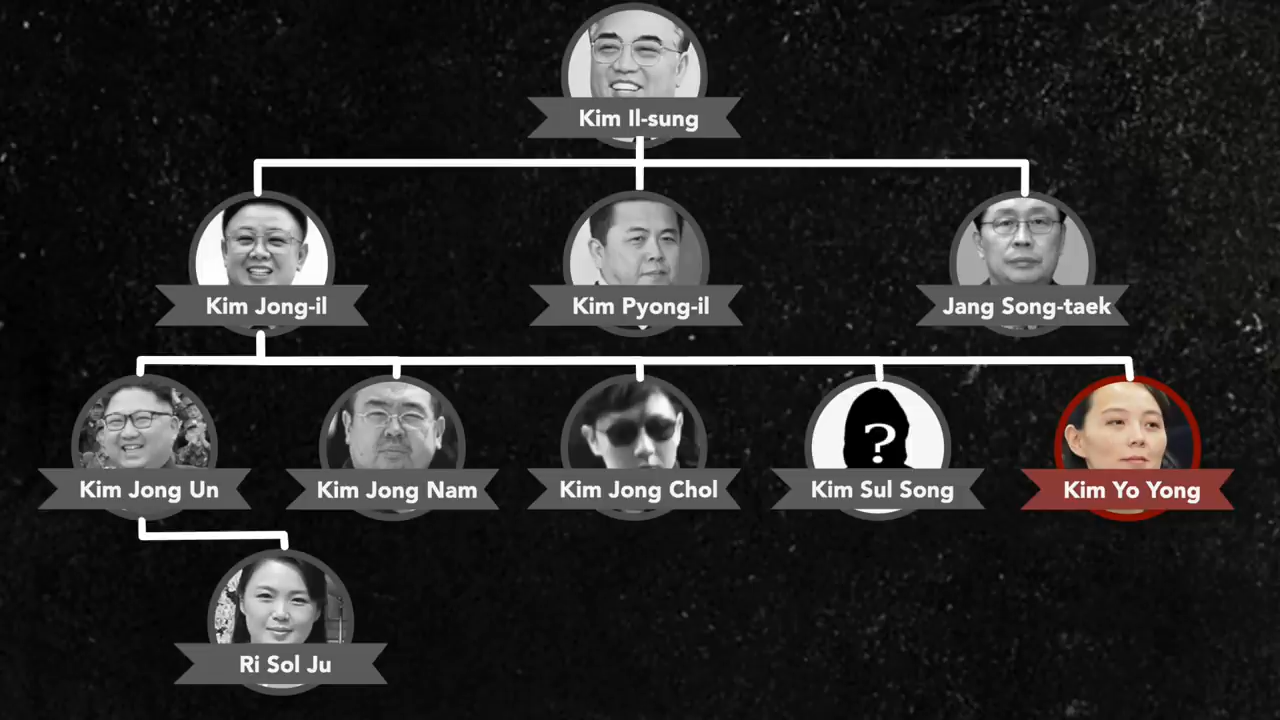 Kim Il-sung
Kim Jong-il
Kim Pyong-il
Jang Song-taek
Kim Jong Un
Kim Jong Nam
Kim Jong Chol
?
Kim Sul Song
Kim Yo Yong
Ri Sol Ju